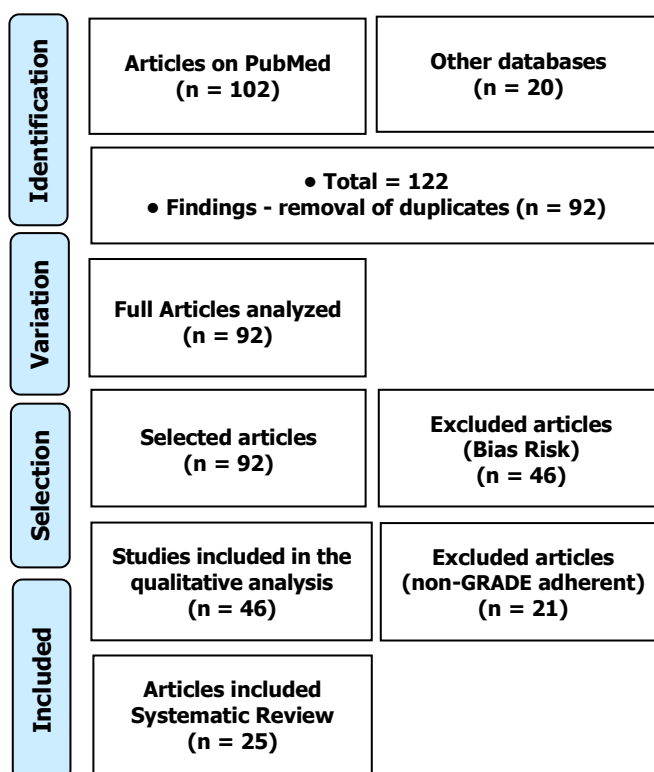 Identification
Articles on PubMed
(n = 102)
Other databases
(n = 20)
• Total = 122
• Findings - removal of duplicates (n = 92)
Variation
Full Articles analyzed
(n = 92)
Selection
Selected articles
(n = 92)
Excluded articles
(Bias Risk)
(n = 46)
Studies included in the
qualitative analysis
(n = 46)
Excluded articles
(non-GRADE adherent)
(n = 21)
Included
Articles included
Systematic Review
(n = 25)